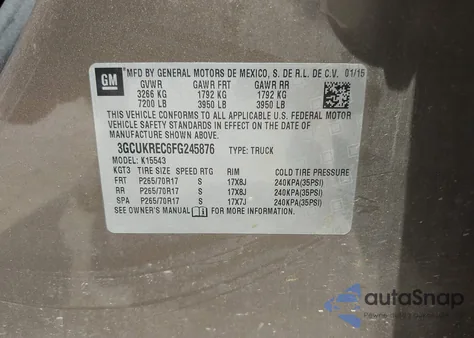 GM MFD BY GENERAL MOTORS DE MEXICO, S. DE R.L. DE C.V. 01/15
GVWR GAWR FRT GAWR RR
3266 KG 1792 KG 1792 KG
7200 LB 3950 LB 3950 LB
THIS VEHICLE CONFORMS TO ALL APPLICABLE U.S. FEDERAL MOTOR
VEHICLE SAFETY STANDARDS IN EFFECT ON THE DATE OF
MANUFACTURE SHOWN ABOVE.
3GCUKREC6FG245876 TYPE: TRUCK
MODEL: K15543
KGT3 TIRE SIZE SPEED RTG RIM COLD TIRE PRESSURE
FRT P265/70R17 S 17X8J 240KPA(35PSI)
RR P265/70R17 S 17X8J 240KPA(35PSI)
SPA P265/70R17 S 17X7J 240KPA(35PSI)
SEE OWNER'S MANUAL FOR MORE INFORMATION.
autoSnap